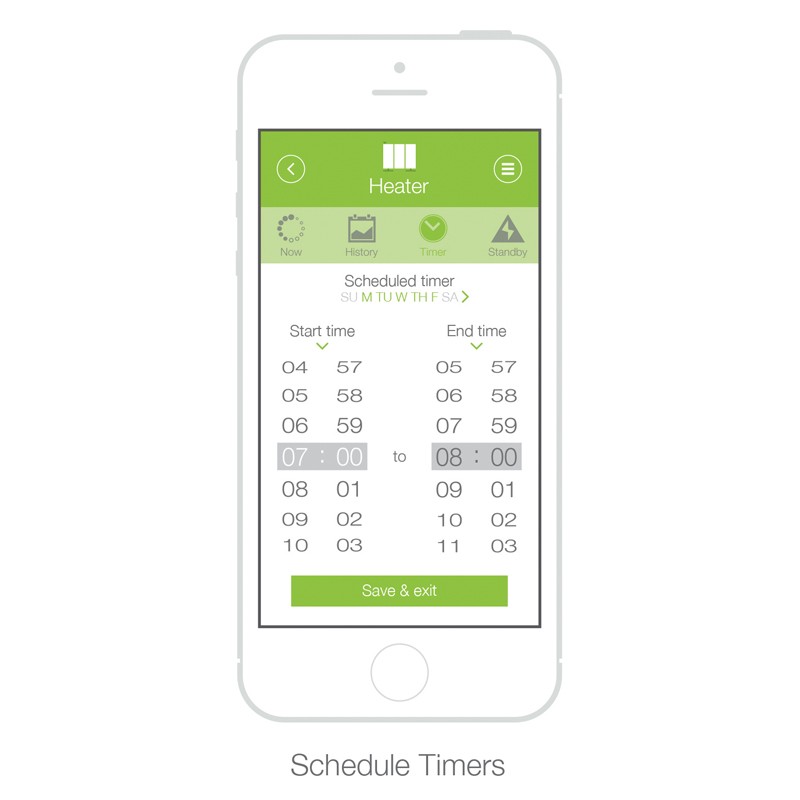 Heater
Now History Timer Standby
Scheduled timer
SU M TU W TH F SA
Start time End time
04 57 05 57
05 58 06 58
06 59 07 59
07 : 00 to 08 : 00
08 01 09 01
09 02 10 02
10 03 11 03
Save & exit
Schedule Timers